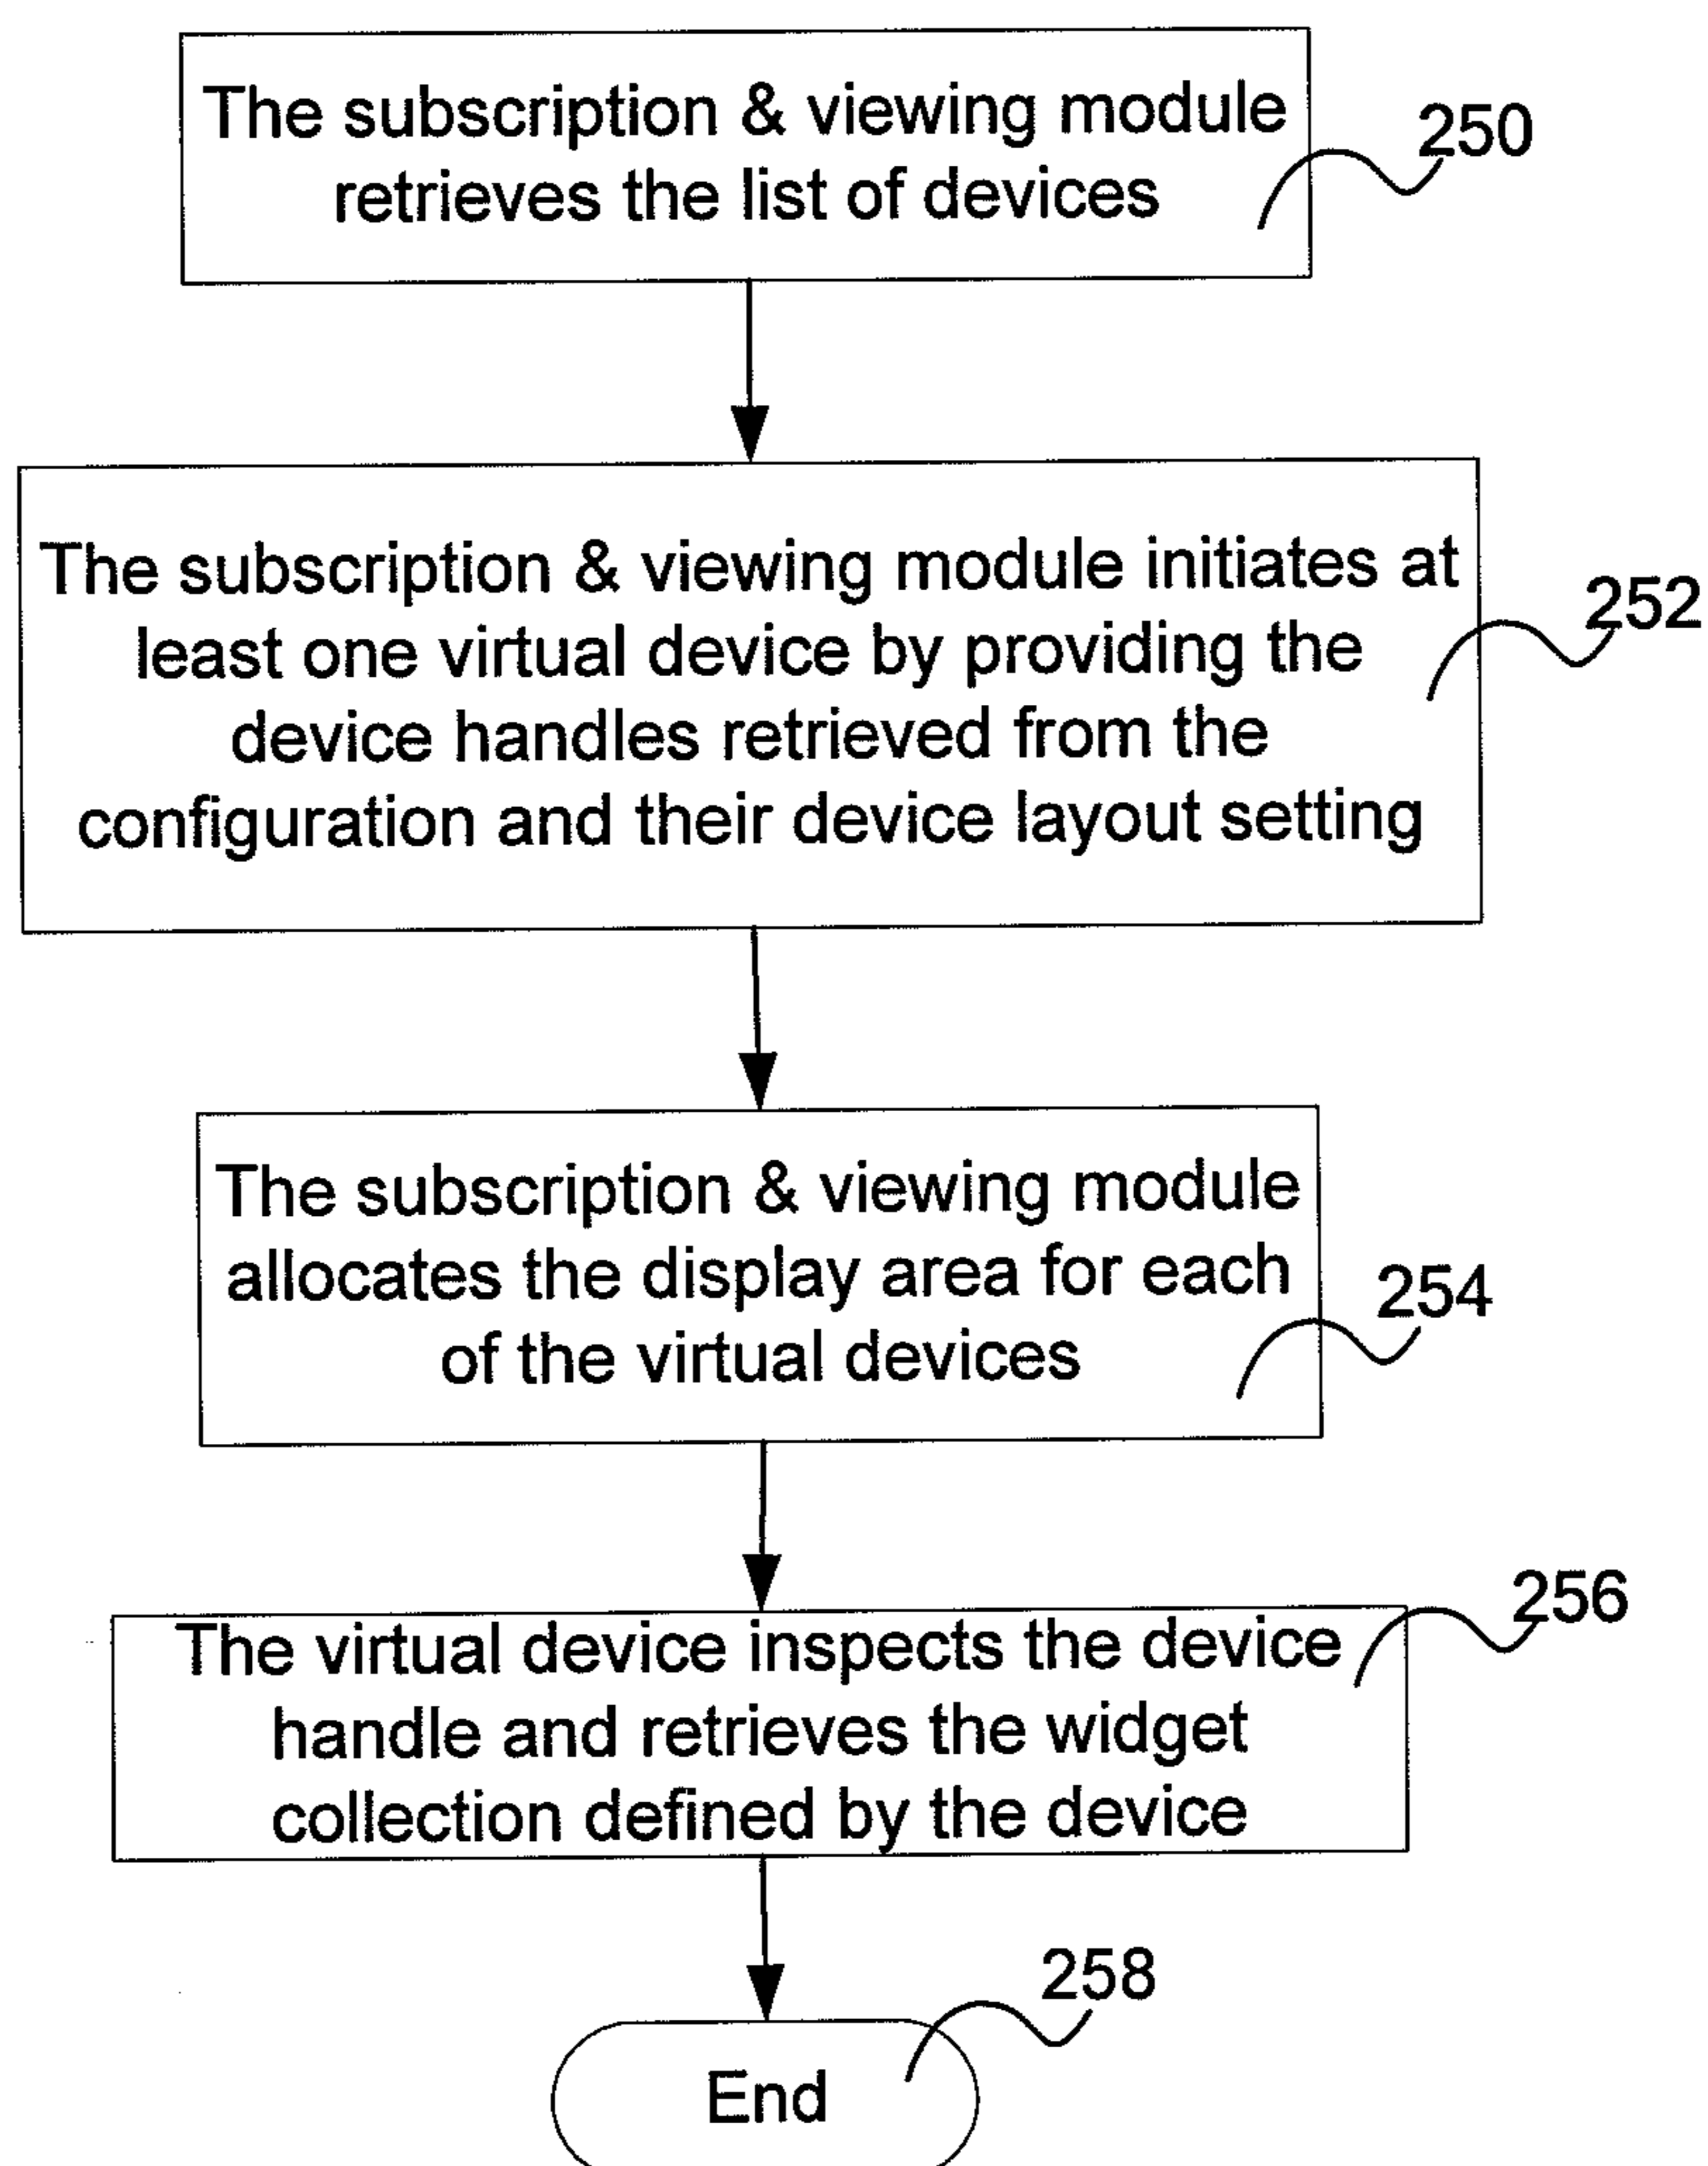 The subscription & viewing module
retrieves the list of devices
250
The subscription & viewing module initiates at
least one virtual device by providing the
device handles retrieved from the
configuration and their device layout setting
252
The subscription & viewing module
allocates the display area for each
of the virtual devices
254
The virtual device inspects the device
handle and retrieves the widget
collection defined by the device
256
258
End